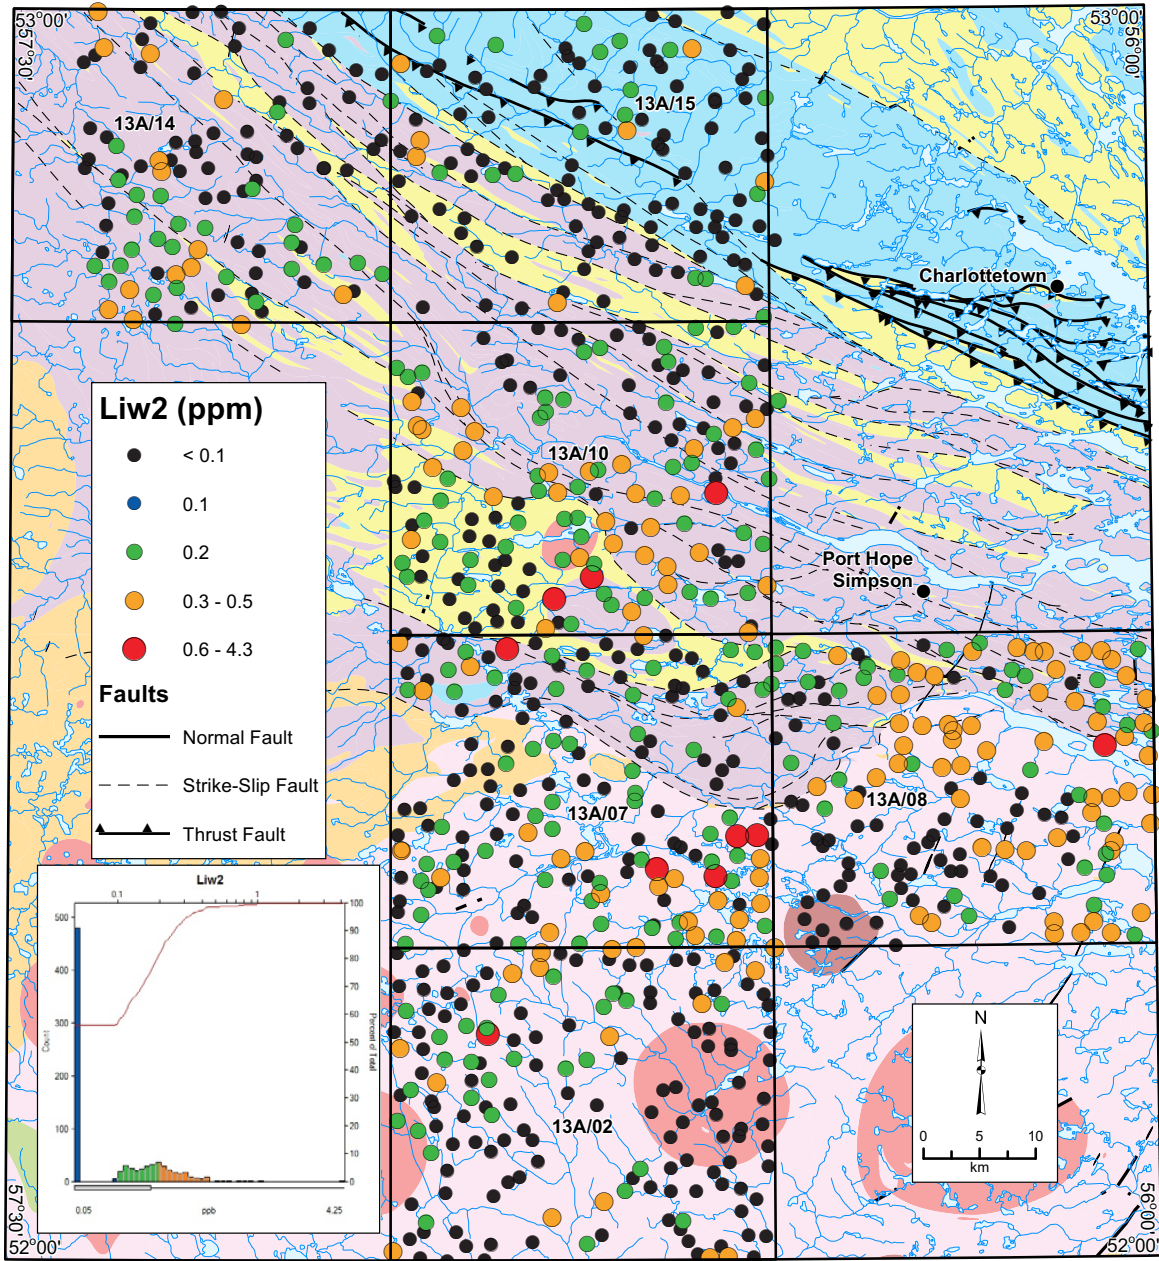 53°00'
57°30'
53°00'
56°00'
13A/14
13A/15
Charlottetown
13A/10
Port Hope
Simpson
13A/07
13A/08
13A/02
Liw2 (ppm)
< 0.1
0.1
0.2
0.3 - 0.5
0.6 - 4.3
Faults
Normal Fault
Strike-Slip Fault
Thrust Fault
Liw2
0.1
1
500
400
300
200
100
0
Count
100
90
80
70
60
50
40
30
20
10
0
Percent of Total
0.05
ppb
4.25
N
0
5
10
km
57°30'
52°00'
56°00'
52°00'